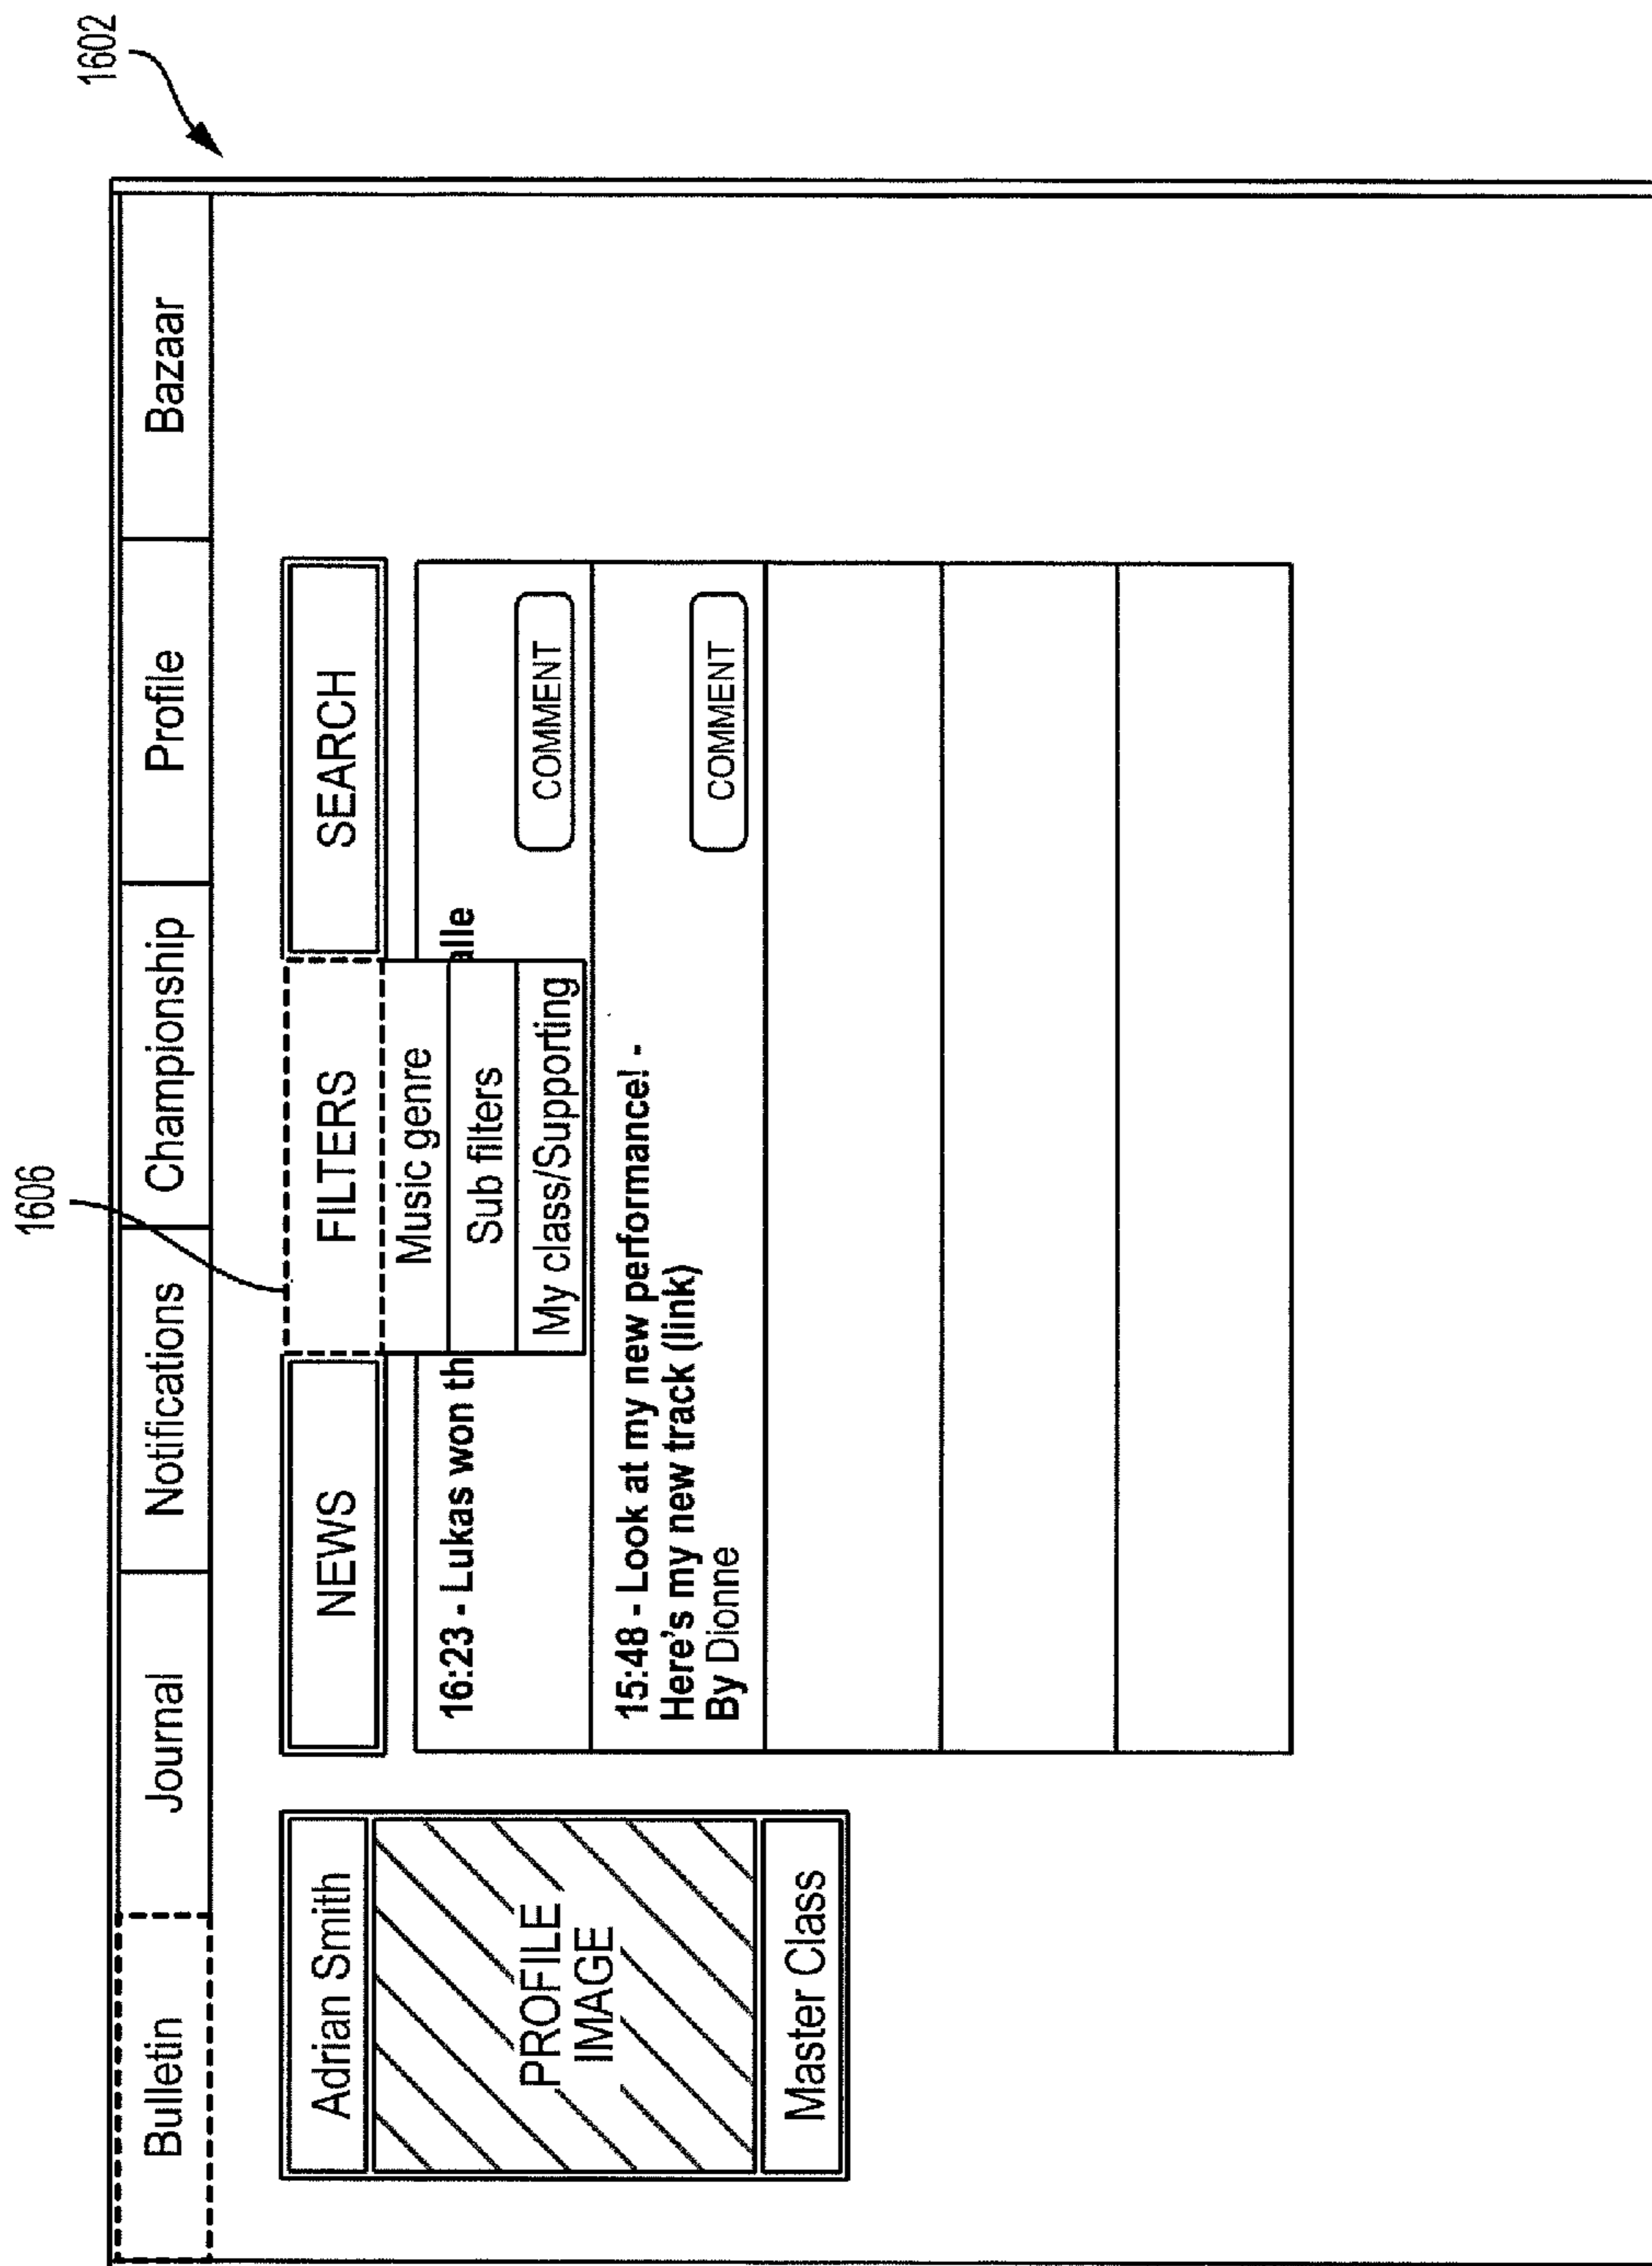 1602
Bulletin
Journal
Notifications
Championship
Profile
Bazaar
1606
Adrian Smith
PROFILE
IMAGE
Master Class
NEWS
FILTERS
SEARCH
Music genre
Sub filters
My class/Supporting
16:23 - Lukas won th
alle
COMMENT
15:48 - Look at my new performance! -
Here's my new track (link)
By Dionne
COMMENT